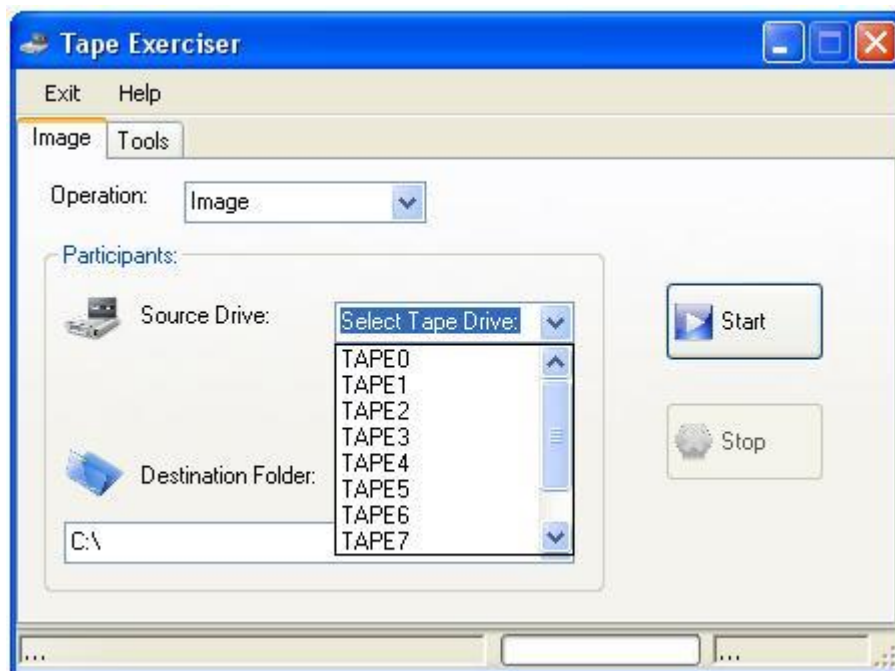 Tape Exerciser
Exit Help
Image Tools
Operation: Image
Participants:
Source Drive: Select Tape Drive:
TAPE0
TAPE1
TAPE2
TAPE3
TAPE4
TAPE5
TAPE6
TAPE7
Destination Folder:
C:\
Start
Stop
... ...